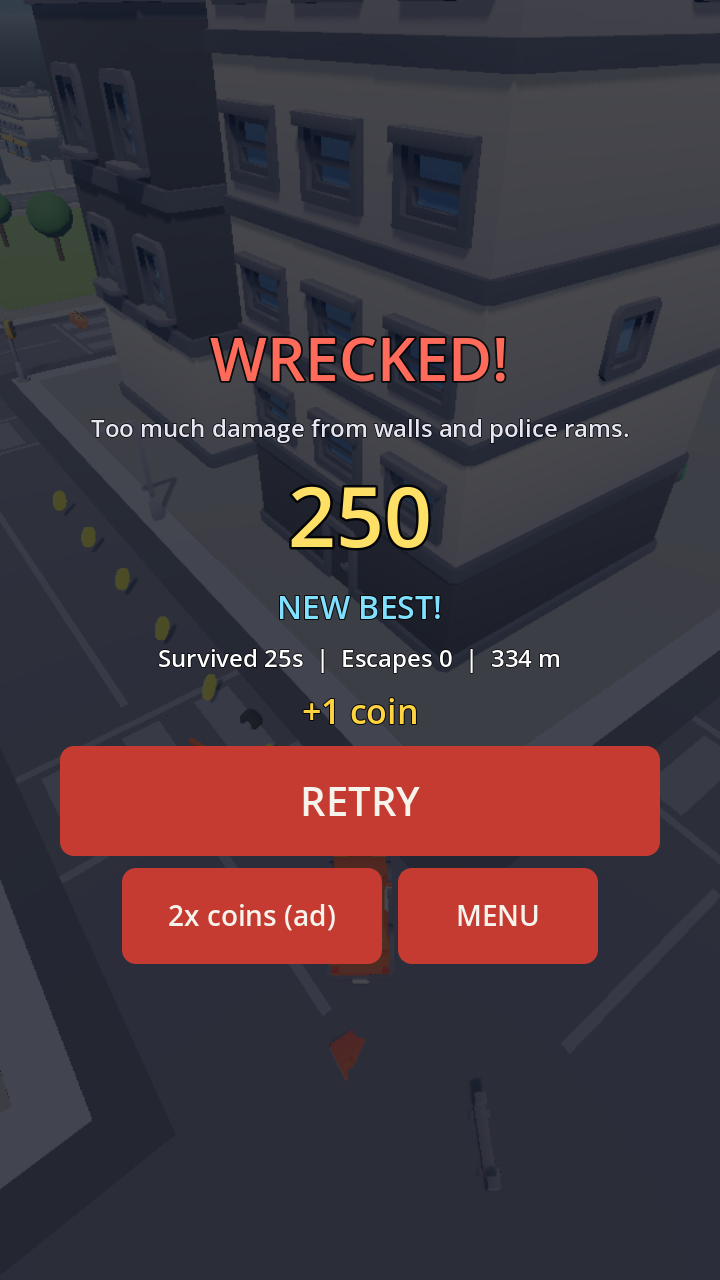 WRECKED!
Too much damage from walls and police rams.
250
NEW BEST!
Survived 25s | Escapes 0 | 334 m
+1 coin
RETRY
2x coins (ad)
MENU